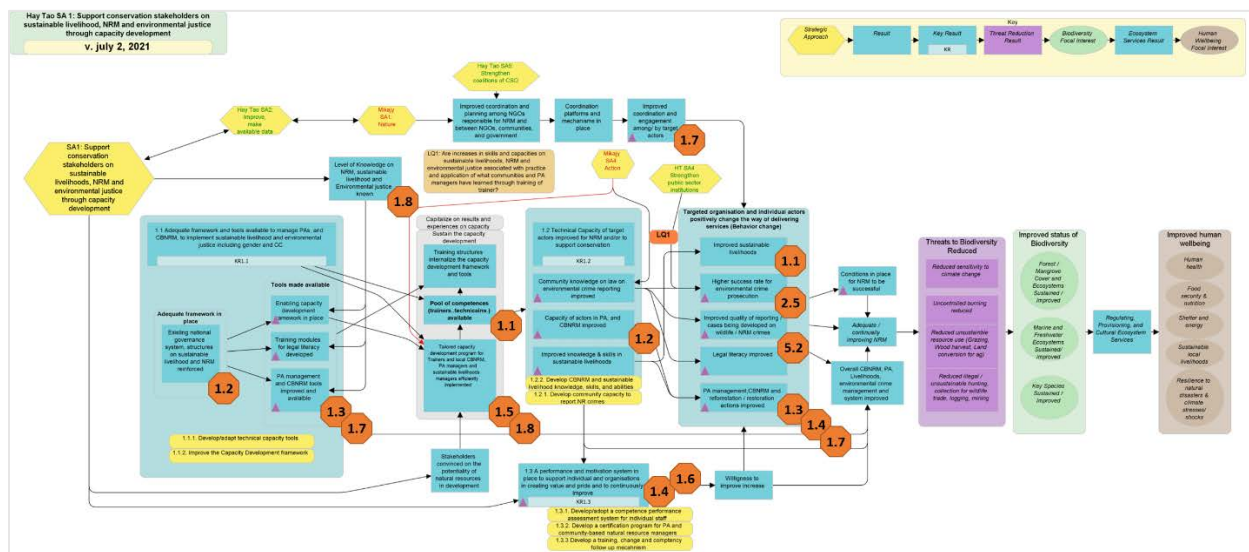 Hay Tao SA 1: Support conservation stakeholders on
sustainable livelihood, NRM and environmental justice
through capacity development
v. july 2, 2021
Key
Strategic
Approach
Result
Key Result
KR
Threat Reduction
Result
Biodiversity
Focal Interest
Ecosystem
Services Result
Human
Wellbeing
Focal Interest
Hay Tao SA5:
Strengthen
coalitions of CSO
Hay Tao SA2:
Improve,
make
available data
Mikajy
SA1:
Nature
Improved coordination and
planning among NGOs
responsible for NRM and
between NGOs, communities,
and government
Coordination
platforms and
mechanisms in
place
Improved
coordination and
engagement
among/ by target
actors
1.7
SA1: Support
conservation
stakeholders on
sustainable
livelihoods, NRM and
environmental justice
through capacity
development
Level of Knowledge on
NRM, sustainable
livelihood and
Environmental justice
known
1.8
LQ1: Are increases in skills and capacities on
sustainable livelihoods, NRM and
environmental justice associated with practice
and application of what communities and PA
managers have learned through training of
trainer?
Mikajy
SA4
Action
HT SA4
Strengthen
public sector
institutions
LQ1
1.1 Adequate framework and tools available to manage PAs,
and CBNRM, to implement sustainable livelihood and environmental
justice including gender and CC
KR1.1
Tools made available
Adequate framework in
place
Existing national
governance
system, structures
on sustainable
livelihood and NRM
reinforced
1.2
Enabling capacity
development
framework in place
Training modules
for legal literacy
developed
PA management
and CBNRM tools
improved and
available
1.3
1.7
1.1.1. Develop/adapt technical capacity tools
1.1.2. Improve the Capacity Development framework
Capitalize on results and
experiences on capacity
Sustain the capacity
development
Training structures
internalize the capacity
development framework
and tools
Pool of competences
(trainers, technicians,)
available
1.1
Tailored capacity
development program for
Trainers and local CBNRM,
PA managers and
sustainable livelihoods
managers efficiently
implemented
1.5
1.8
Stakeholders
convinced on the
potentiality of
natural resources
in development
1.2 Technical Capacity of target
actors improved for NRM and/or to
support conservation
KR1.2
Community knowledge on law on
environmental crime reporting
improved
Capacity of actors in PA, and
CBNRM improved
1.2
Improved knowledge & skills in
sustainable livelihoods
1.2.2. Develop CBNRM and sustainable
livelihood knowledge, skills, and abilities
1.2.1. Develop community capacity to
report NR crimes
Targeted organisation and individual actors
positively change the way of delivering
services (Behavior change)
Improved sustainable
livelihoods
1.1
Higher success rate for
environmental crime
prosecution
2.5
Improved quality of reporting /
cases being developed on
wildlife / NRM crimes
5.2
Legal literacy improved
PA management,CBNRM and
reforestation / restoration
actions improved
1.3
1.4
1.7
1.3 A performance and motivation system in
place to support individual and organisations
in creating value and pride and to continuously
improve
KR1.3
1.4
1.6
1.3.1. Develop/adopt a competence performance
assessment system for individual staff
1.3.2. Develop a certification program for PA and
community-based natural resource managers
1.3.3 Develop a training, change and comptency
follow up mecahnism
Willigness to
improve increase
Conditions in place
for NRM to be
successful
Adequate /
continually
improving NRM
Overall CBNRM, PA,
Livelihoods,
environmental crime
management and
system improved
Threats to Biodiversity
Reduced
Reduced sensitivity to
climate change
Uncontrolled burning
reduced
Reduced unsustainble
resource use (Grazing,
Wood harvest, Land
conversion for ag)
Reduced illegal /
unsustainable hunting,
collection for wildlife
trade, logging, mining
Improved status of
Biodiversity
Forest /
Mangrove
Cover and
Ecosystems
Sustained /
Improved
Marine and
Freshwater
Ecosystems
Sustained/
improved
Key Species
Sustained /
improved
Regulating,
Provisioning, and
Cultural Ecosystem
Services
Improved human
wellbeing
Human
health
Food
security &
nutrition
Shelter and
energy
Sustainable
local
livelihoods
Resilience to
natural
disasters &
climate
stresses/
shocks